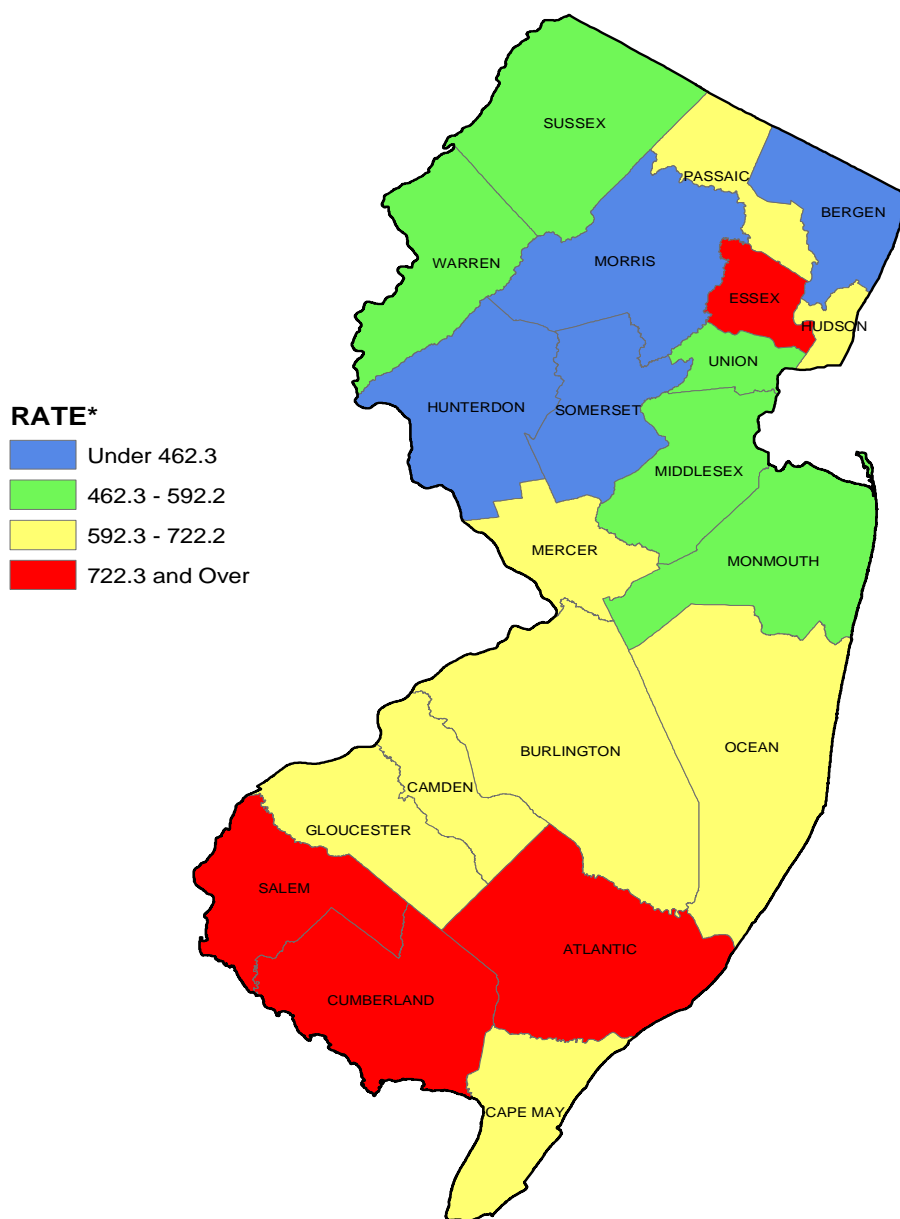 SUSSEX
PASSAIC
BERGEN
WARREN
MORRIS
ESSEX
HUDSON
UNION
HUNTERDON
SOMERSET
RATE*
Under 462.3
462.3 - 592.2
592.3 - 722.2
722.3 and Over
MIDDLESEX
MERCER
MONMOUTH
OCEAN
BURLINGTON
CAMDEN
GLOUCESTER
SALEM
ATLANTIC
CUMBERLAND
CAPE MAY